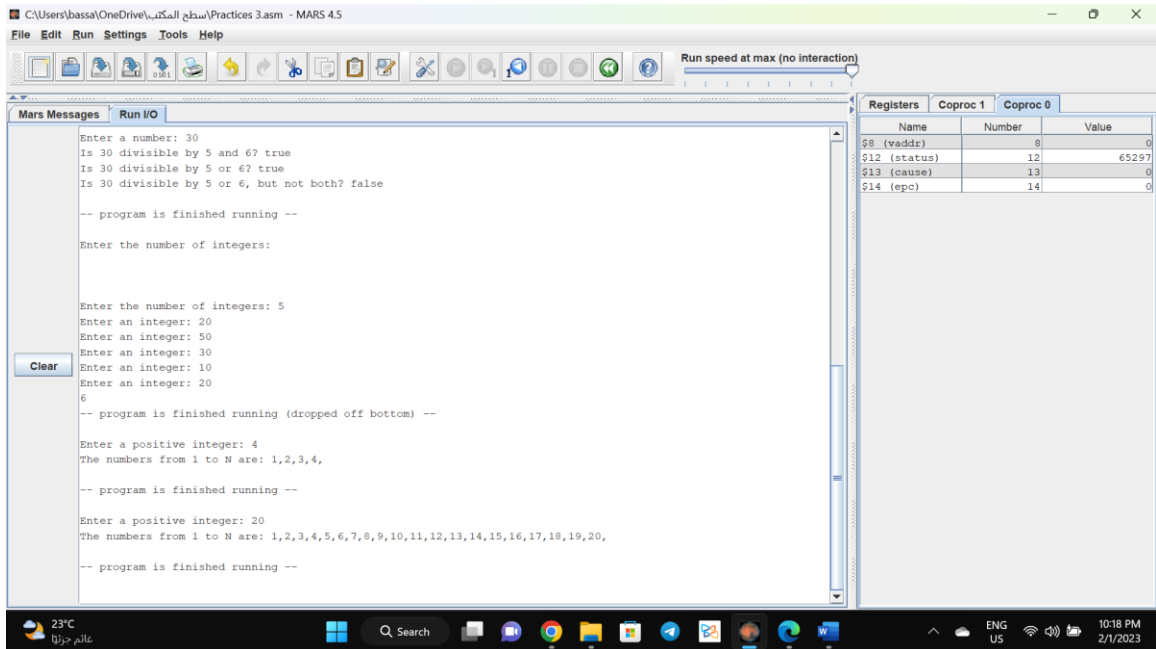 C:\Users\bassa\OneDrive\سطح المكتب\Practices 3.asm - MARS 4.5
File Edit Run Settings Tools Help
Run speed at max (no interaction)
Mars Messages Run I/O
Enter a number: 30
Is 30 divisible by 5 and 6? true
Is 30 divisible by 5 or 6? true
Is 30 divisible by 5 or 6, but not both? false
-- program is finished running --
Enter the number of integers:
Enter the number of integers: 5
Enter an integer: 20
Enter an integer: 50
Enter an integer: 30
Enter an integer: 10
Enter an integer: 20
6
-- program is finished running (dropped off bottom) --
Enter a positive integer: 4
The numbers from 1 to N are: 1,2,3,4,
-- program is finished running --
Enter a positive integer: 20
The numbers from 1 to N are: 1,2,3,4,5,6,7,8,9,10,11,12,13,14,15,16,17,18,19,20,
-- program is finished running --
Clear
Registers Coproc 1 Coproc 0
Name Number Value
$8 (vaddr) 8 0
$12 (status) 12 65297
$13 (cause) 13 0
$14 (epc) 14 0
23°C
غائم جزئيًا
Search
ENG
US
10:18 PM
2/1/2023